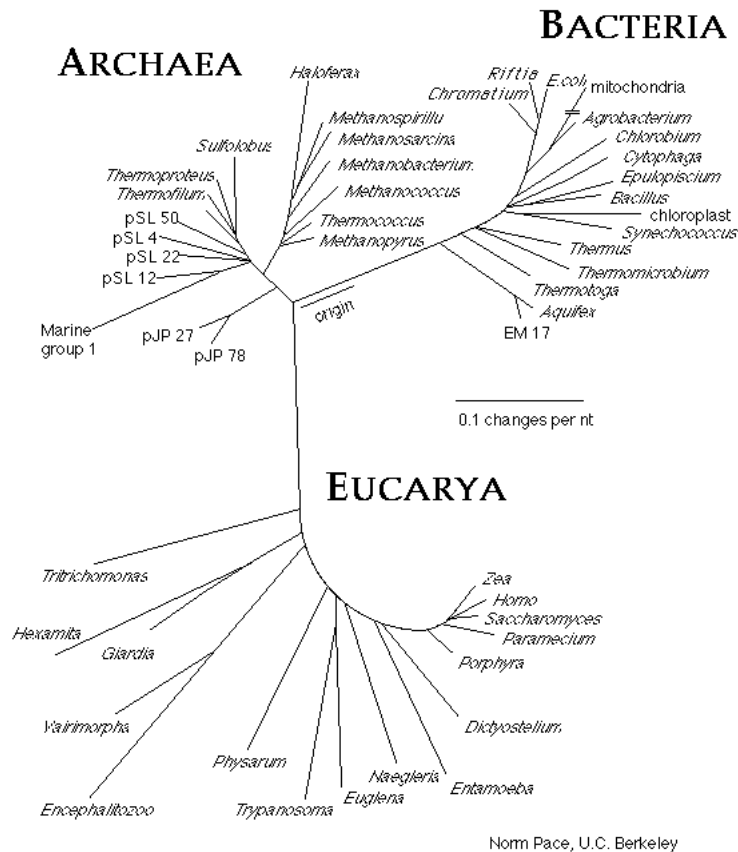 BACTERIA
ARCHAEA
Haloferax
Riftia
E.coli
mitochondria
Chromatium
Methanospirillu
Agrobacterium
Methanosarcina
Chlorobium
Sulfolobus
Methanobacterium
Cytophaga
Thermoproteus
Epulopiscium
Thermofilum
Methanococcus
Bacillus
pSL 50
chloroplast
Thermococcus
Synechococcus
pSL 4
Methanopyrus
Thermus
pSL 22
pSL 12
Thermomicrobium
Thermotoga
origin
Aquifex
Marine
group 1
pJP 27
EM 17
pJP 78
0.1 changes per nt
EUCARYA
Tritrichomonas
Zea
Homo
Saccharomyces
Hexamita
Paramecium
Giardia
Porphyra
Vairimorpha
Dictyostelium
Physarum
Naegleria
Entamoeba
Encephalitozoo
Trypanosoma
Euglena
Norm Pace, U.C. Berkeley